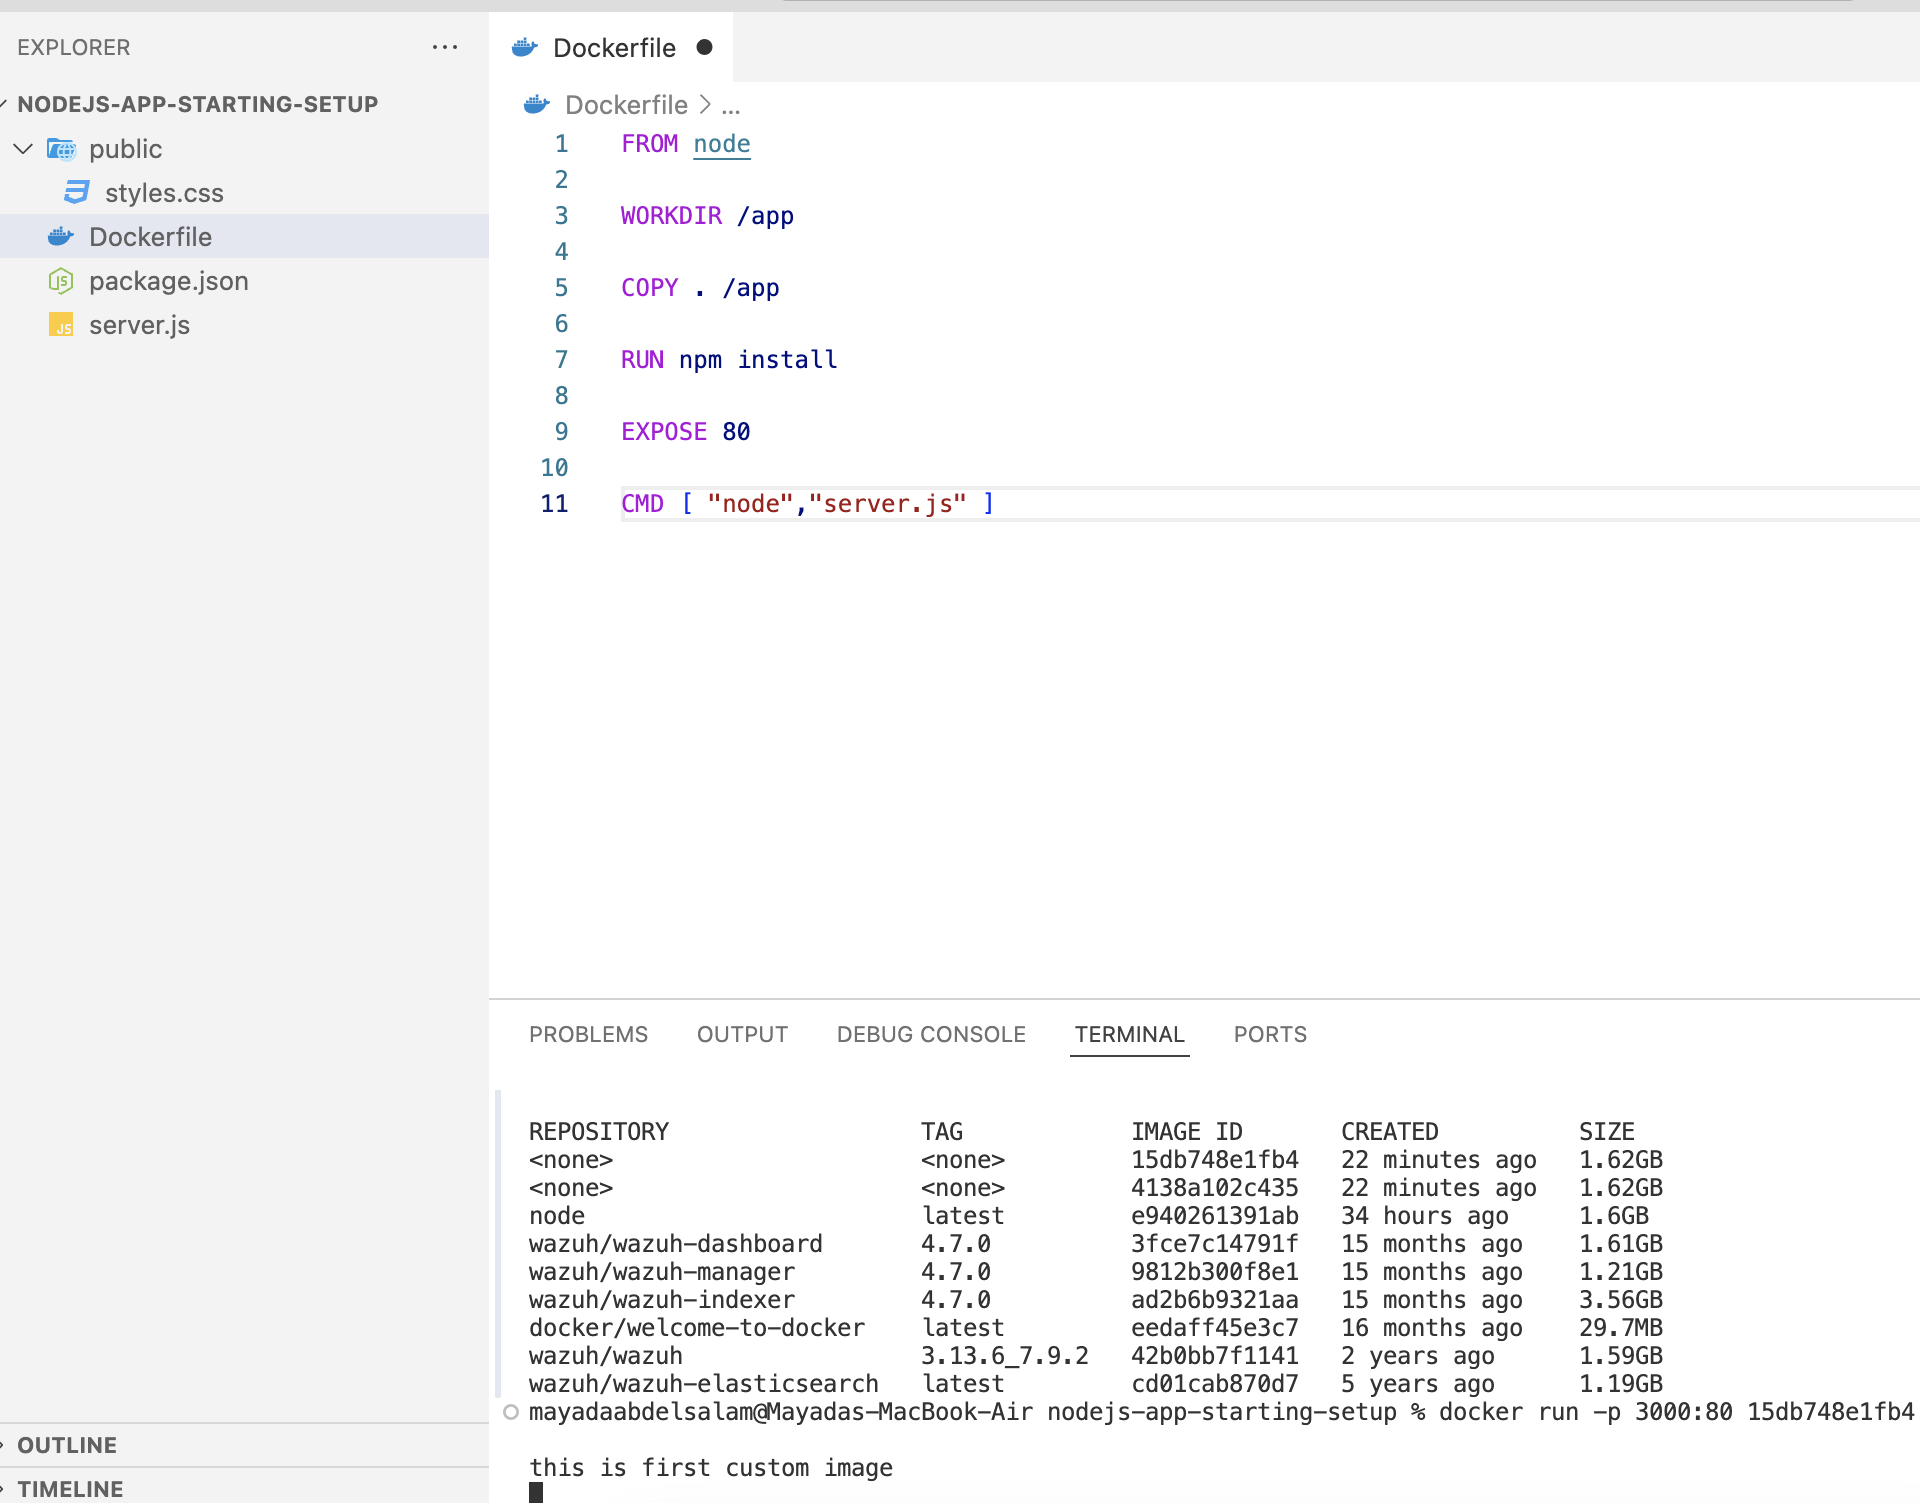 EXPLORER
NODEJS-APP-STARTING-SETUP
public
styles.css
Dockerfile
package.json
server.js
OUTLINE
TIMELINE
Dockerfile
Dockerfile > ...
1 FROM node
2
3 WORKDIR /app
4
5 COPY . /app
6
7 RUN npm install
8
9 EXPOSE 80
10
11 CMD [ "node","server.js" ]
PROBLEMS OUTPUT DEBUG CONSOLE TERMINAL PORTS
REPOSITORY TAG IMAGE ID CREATED SIZE
<none> <none> 15db748e1fb4 22 minutes ago 1.62GB
<none> <none> 4138a102c435 22 minutes ago 1.62GB
node latest e940261391ab 34 hours ago 1.6GB
wazuh/wazuh-dashboard 4.7.0 3fce7c14791f 15 months ago 1.61GB
wazuh/wazuh-manager 4.7.0 9812b300f8e1 15 months ago 1.21GB
wazuh/wazuh-indexer 4.7.0 ad2b6b9321aa 15 months ago 3.56GB
docker/welcome-to-docker latest eedaff45e3c7 16 months ago 29.7MB
wazuh/wazuh 3.13.6_7.9.2 42b0bb7f1141 2 years ago 1.59GB
wazuh/wazuh-elasticsearch latest cd01cab870d7 5 years ago 1.19GB
mayadaabdelsalam@Mayadas-MacBook-Air nodejs-app-starting-setup % docker run -p 3000:80 15db748e1fb4
this is first custom image